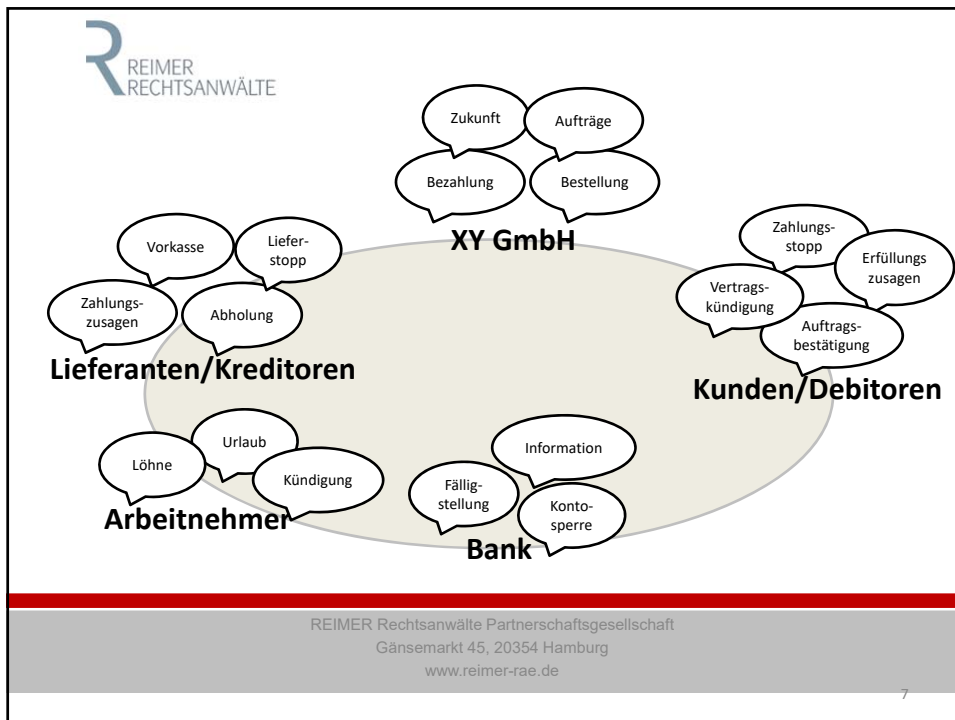 REIMER
RECHTSANWÄLTE
Zukunft
Aufträge
Bezahlung
Bestellung
XY GmbH
Vorkasse
Liefer-
stopp
Zahlungs-
zusagen
Abholung
Lieferanten/Kreditoren
Zahlungs-
stopp
Erfüllungs
zusagen
Vertrags-
kündigung
Auftrags-
bestätigung
Kunden/Debitoren
Löhne
Urlaub
Kündigung
Arbeitnehmer
Information
Fällig-
stellung
Konto-
sperre
Bank
REIMER Rechtsanwälte Partnerschaftsgesellschaft
Gänsemarkt 45, 20354 Hamburg
www.reimer-rae.de
7